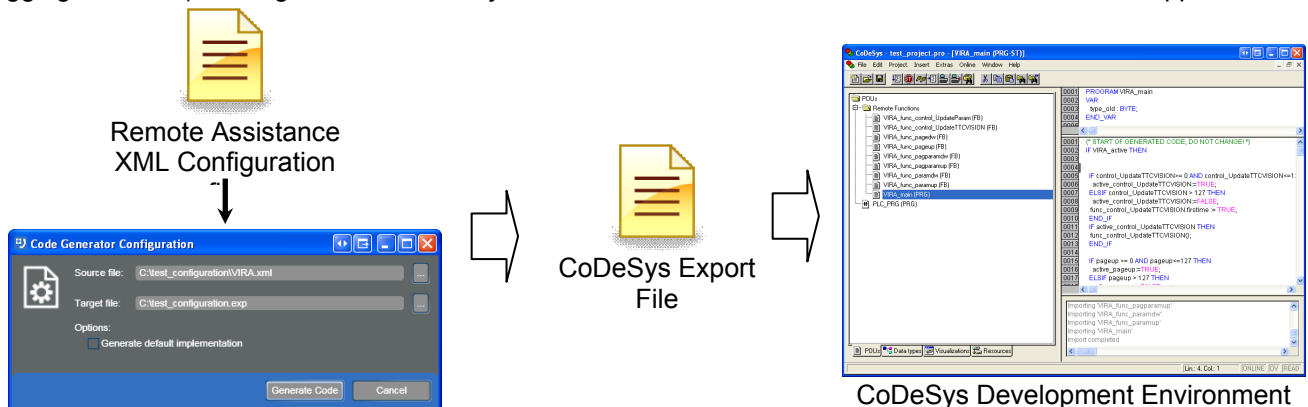 Remote Assistance
XML Configuration
Code Generator Configuration
Source file: C:\test_configuration\VIRA.xml ...
Target file: C:\test_configuration.exp ...
Options:
Generate default implementation
Generate Code Cancel
CoDeSys Export
File
CoDeSys - test_project.pro - [VIRA_main (PRG-ST)]
File Edit Project Insert Extras Online Window Help
POUs
Remote Functions
VIRA_func_control_UpdateParam (FB)
VIRA_func_control_UpdateTTCVISION (FB)
VIRA_func_pagedw (FB)
VIRA_func_pageup (FB)
VIRA_func_pagparamdw (FB)
VIRA_func_pagparamup (FB)
VIRA_func_paramdw (FB)
VIRA_func_paramup (FB)
VIRA_main (PRG)
PLC_PRG (PRG)
POUs Data types Visualizations Resources
0001 PROGRAM VIRA_main
0002 VAR
0003 type_old : BYTE;
0004 END_VAR
0001 (* START OF GENERATED CODE, DO NOT CHANGE! *)
0002 IF VIRA_active THEN
0003
0004
0005 IF control_UpdateTTCVISION>= 0 AND control_UpdateTTCVISION<=1
0006 active_control_UpdateTTCVISION:=TRUE;
0007 ELSIF control_UpdateTTCVISION > 127 THEN
0008 active_control_UpdateTTCVISION:=FALSE;
0009 func_control_UpdateTTCVISION.firstime := TRUE;
0010 END_IF
0011 IF active_control_UpdateTTCVISION THEN
0012 func_control_UpdateTTCVISION();
0013 END_IF
0014
0015 IF pageup >= 0 AND pageup<=127 THEN
0016 active_pageup:=TRUE;
0017 ELSIF pageup > 127 THEN
Importing 'VIRA_func_pagparamup'
Importing 'VIRA_func_paramdw'
Importing 'VIRA_func_paramup'
Importing 'VIRA_main'
Import completed
Lin.: 4, Col.: 1 ONLINE OV READ
CoDeSys Development Environment